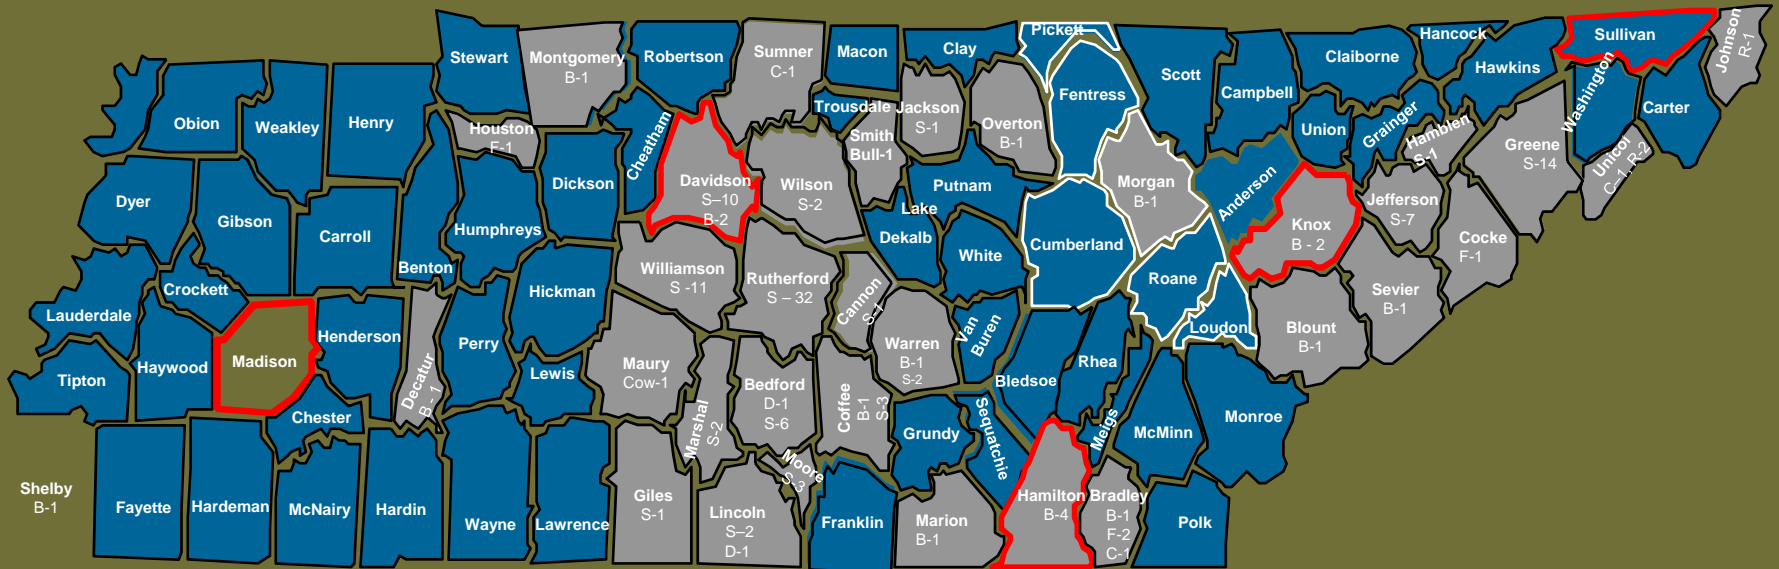 Stewart
Montgomery
B-1
Robertson
Sumner
C-1
Macon
Clay
Pickett
Scott
Campbell
Claiborne
Hancock
Hawkins
Sullivan
Johnson
R-1
Obion
Weakley
Henry
Houston
F-1
Cheatham
Trousdale
Smith
Bull-1
Jackson
S-1
Overton
B-1
Fentress
Union
Grainger
Hamblen
S-1
Greene
S-14
Washington
Carter
Unicoi
C-1, R-2
Dyer
Gibson
Carroll
Benton
Humphreys
Dickson
Davidson
S–10
B-2
Wilson
S-2
Putnam
Lake
Dekalb
White
Cumberland
Morgan
B-1
Anderson
Knox
B - 2
Jefferson
S-7
Cocke
F-1
Sevier
B-1
Roane
Loudon
Blount
B-1
Lauderdale
Crockett
Haywood
Madison
Henderson
Decatur
B - 1
Perry
Hickman
Williamson
S -11
Rutherford
S – 32
Cannon
S-1
Warren
B-1
S-2
Van
Buren
Bledsoe
Rhea
Meigs
McMinn
Monroe
Tipton
Chester
Lewis
Maury
Cow-1
Marshal
S-2
Bedford
D-1
S-6
Coffee
B-1
S-3
Grundy
Sequatchie
Moore
S-3
Shelby
B-1
Fayette
Hardeman
McNairy
Hardin
Wayne
Lawrence
Giles
S-1
Lincoln
S–2
D-1
Franklin
Marion
B-1
Hamilton
B-4
Bradley
B-1
F-2
C-1
Polk